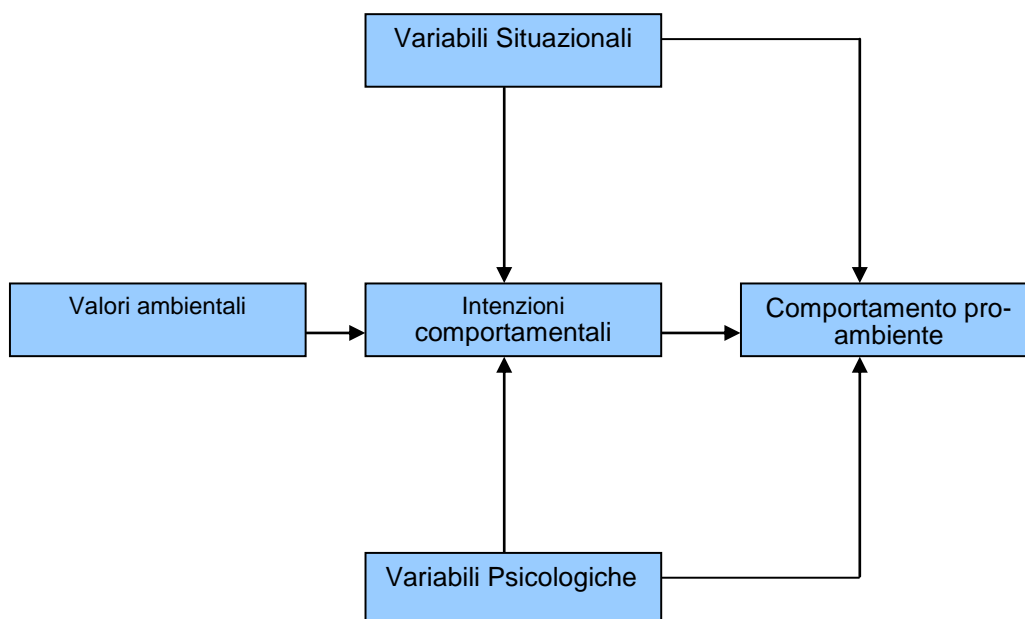 Variabili Situazionali
Valori ambientali
Intenzioni
comportamentali
Comportamento pro-
ambiente
Variabili Psicologiche